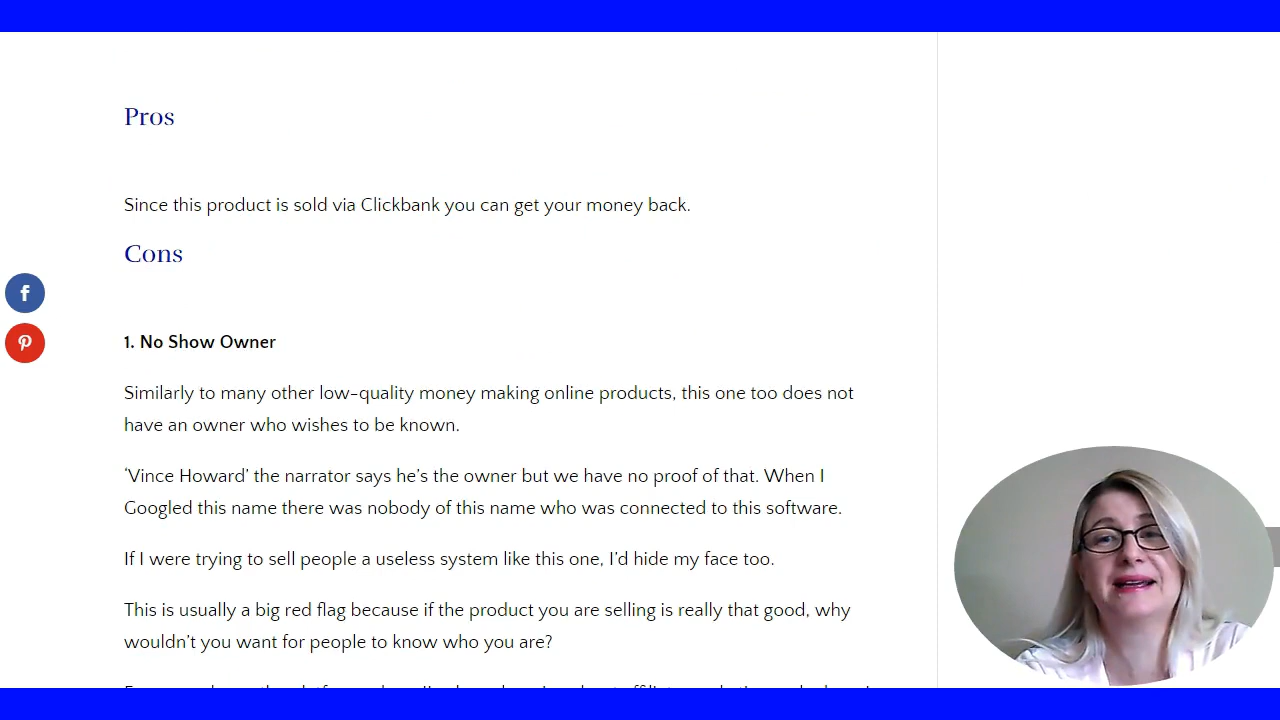 Pros
Since this product is sold via Clickbank you can get your money back.
Cons
1. No Show Owner
Similarly to many other low-quality money making online products, this one too does not
have an owner who wishes to be known.
‘Vince Howard’ the narrator says he’s the owner but we have no proof of that. When I
Googled this name there was nobody of this name who was connected to this software.
If I were trying to sell people a useless system like this one, I’d hide my face too.
This is usually a big red flag because if the product you are selling is really that good, why
wouldn’t you want for people to know who you are?